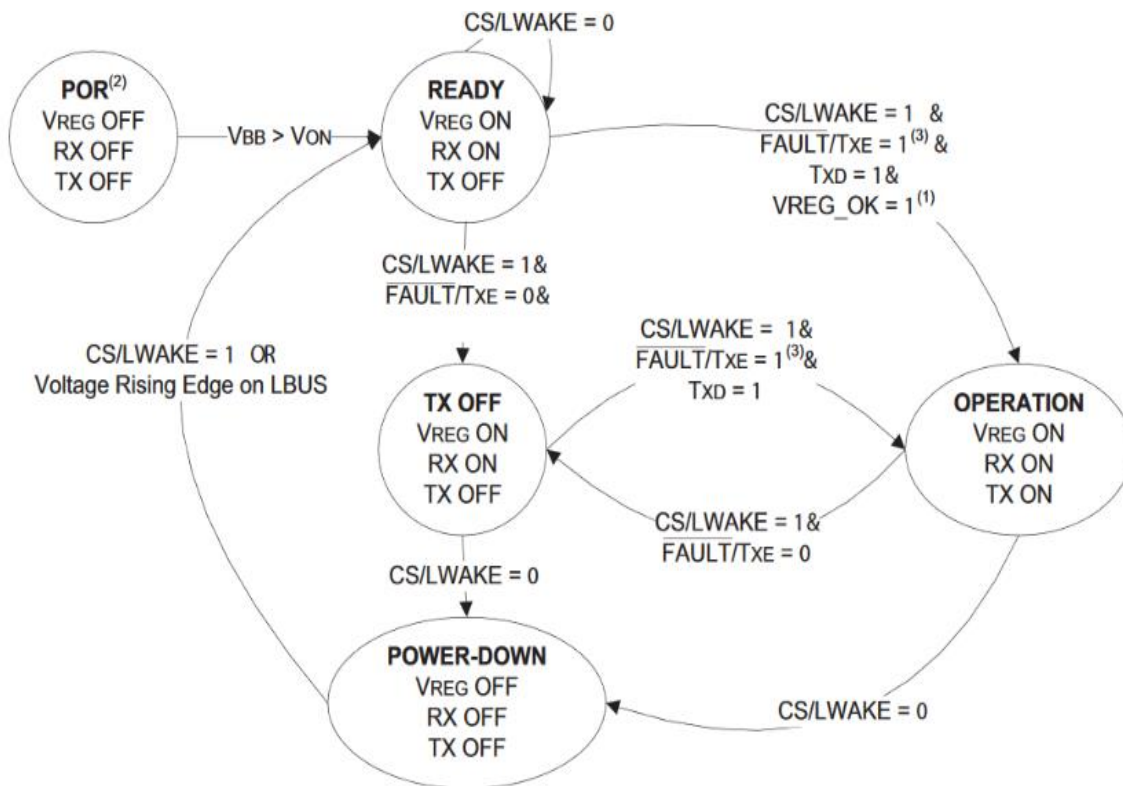 CS/LWAKE = 0
POR(2)
VREG OFF
RX OFF
TX OFF
VBB > VON
READY
VREG ON
RX ON
TX OFF
CS/LWAKE = 1 &
FAULT/TXE = 1(3) &
TXD = 1&
VREG_OK = 1(1)
CS/LWAKE = 1&
FAULT/TXE = 0&
CS/LWAKE = 1 OR
Voltage Rising Edge on LBUS
CS/LWAKE = 1&
FAULT/TXE = 1(3)&
TXD = 1
TX OFF
VREG ON
RX ON
TX OFF
OPERATION
VREG ON
RX ON
TX ON
CS/LWAKE = 1&
FAULT/TXE = 0
CS/LWAKE = 0
POWER-DOWN
VREG OFF
RX OFF
TX OFF
CS/LWAKE = 0